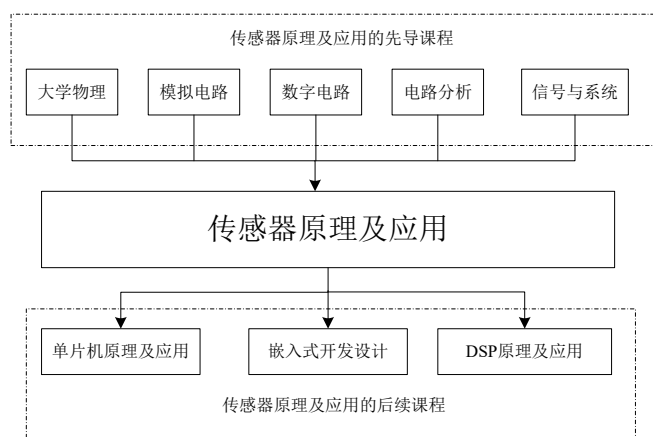 传感器原理及应用的先导课程
大学物理
模拟电路
数字电路
电路分析
信号与系统
传感器原理及应用
单片机原理及应用
嵌入式开发设计
DSP原理及应用
传感器原理及应用的后续课程